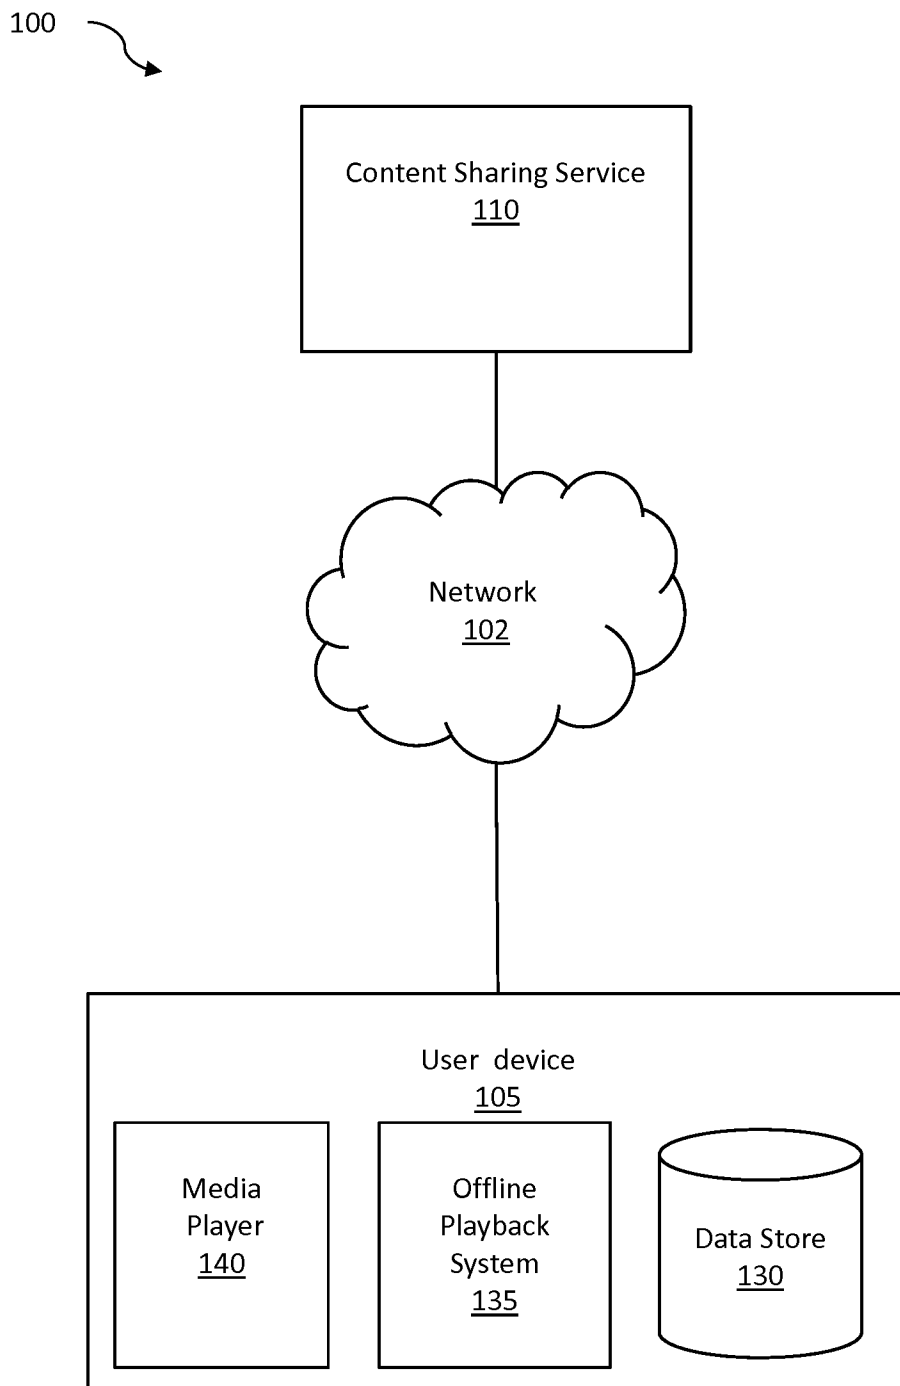 100
Content Sharing Service
110
Network
102
User device
105
Media
Player
140
Offline
Playback
System
135
Data Store
130